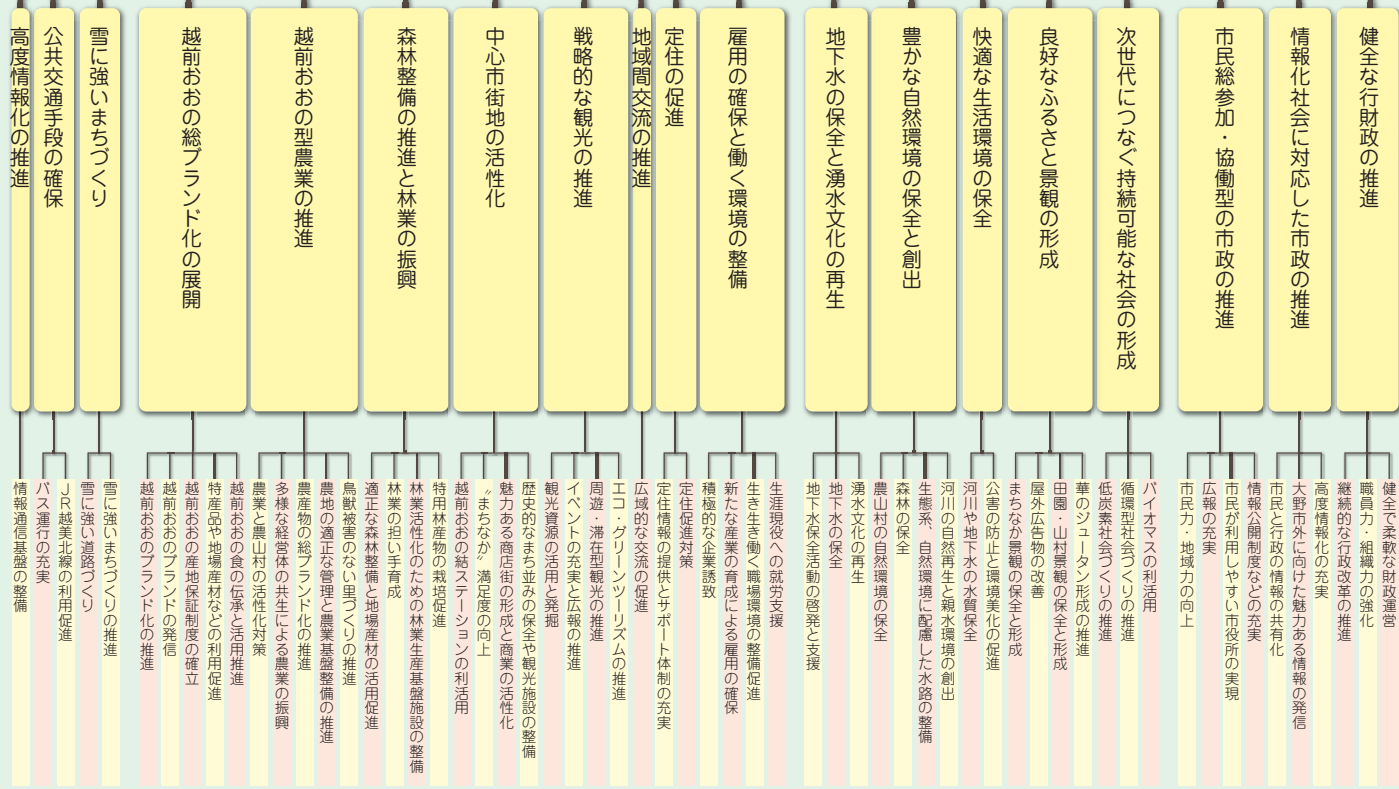 健全な行財政の推進
情報化社会に対応した市政の推進
市民総参加・協働型の市政の推進
次世代につなぐ持続可能な社会の形成
良好なふるさと景観の形成
快適な生活環境の保全
豊かな自然環境の保全と創出
地下水の保全と湧水文化の再生
雇用の確保と働く環境の整備
定住の促進
地域間交流の推進
戦略的な観光の推進
中心市街地の活性化
森林整備の推進と林業の振興
越前おおの型農業の推進
越前おおの総ブランド化の展開
雪に強いまちづくり
公共交通手段の確保
高度情報化の推進
健全で柔軟な財政運営
職員力・組織力の強化
継続的な行政改革の推進
高度情報化の充実
大野市外に向けた魅力ある情報の発信
市民と行政の情報の共有化
情報公開制度などの充実
市民が利用しやすい市役所の実現
広報の充実
市民力・地域力の向上
バイオマスの利活用
循環型社会づくりの推進
低炭素社会づくりの推進
華のジュータン形成の推進
田園・山村景観の保全と形成
屋外広告物の改善
まちなか景観の保全と形成
公害の防止と環境美化の促進
河川や地下水の水質保全
河川の自然再生と親水環境の創出
生態系、自然環境に配慮した水路の整備
森林の保全
農山村の自然環境の保全
湧水文化の再生
地下水の保全
地下水保全活動の啓発と支援
生涯現役への就労支援
生き生き働く職場環境の整備促進
新たな産業の育成による雇用の確保
積極的な企業誘致
定住促進対策
定住情報の提供とサポート体制の充実
広域的な交流の促進
エコ・グリーンツーリズムの推進
周遊・滞在型観光の推進
イベントの充実と広報の推進
観光資源の活用と発掘
歴史的なまち並みの保全や観光施設の整備
魅力ある商店街の形成と商業の活性化
〝まちなか〟満足度の向上
越前おおの結ステーションの利活用
特用林産物の栽培促進
林業活性化のための林業生産基盤施設の整備
林業の担い手育成
適正な森林整備と地場産材の活用促進
鳥獣被害のない里づくりの推進
農地の適正な管理と農業基盤整備の推進
農産物の総ブランド化の推進
多様な経営体の共生による農業の振興
農業と農山村の活性化対策
越前おおの食の伝承と活用推進
特産品や地場産材などの利用促進
越前おおの産地保証制度の確立
越前おおのブランドの発信
越前おおのブランド化の推進
雪に強いまちづくりの推進
雪に強い道路づくり
JR越美北線の利用促進
バス運行の充実
情報通信基盤の整備